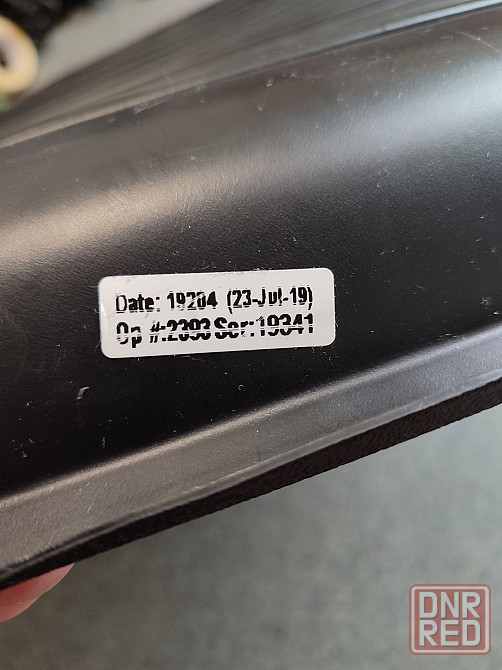 Date: 19204 (23-Jul-19)
Op #:2393 Ser:19341
DNR
RED